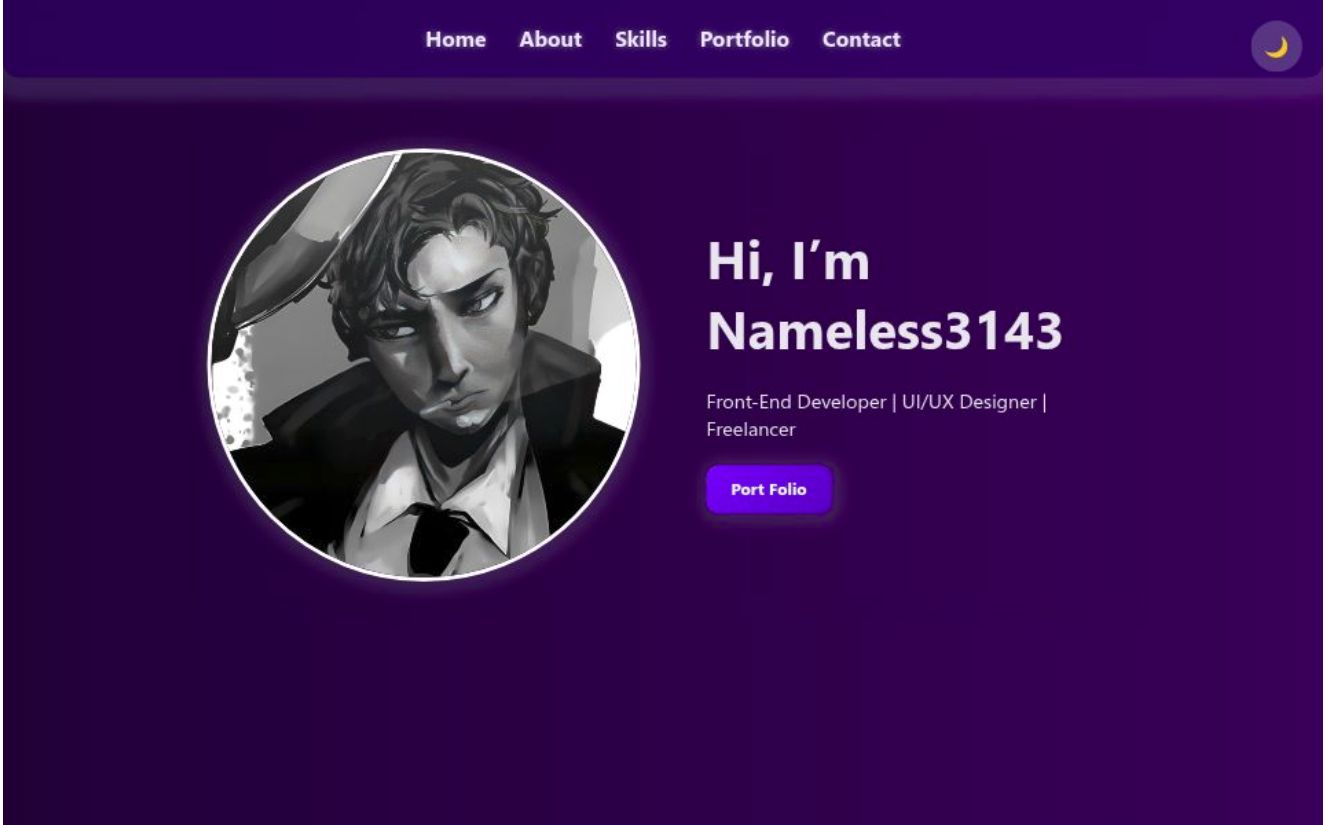 Home About Skills Portfolio Contact
Hi, I’m
Nameless3143
Front-End Developer | UI/UX Designer |
Freelancer
Port Folio